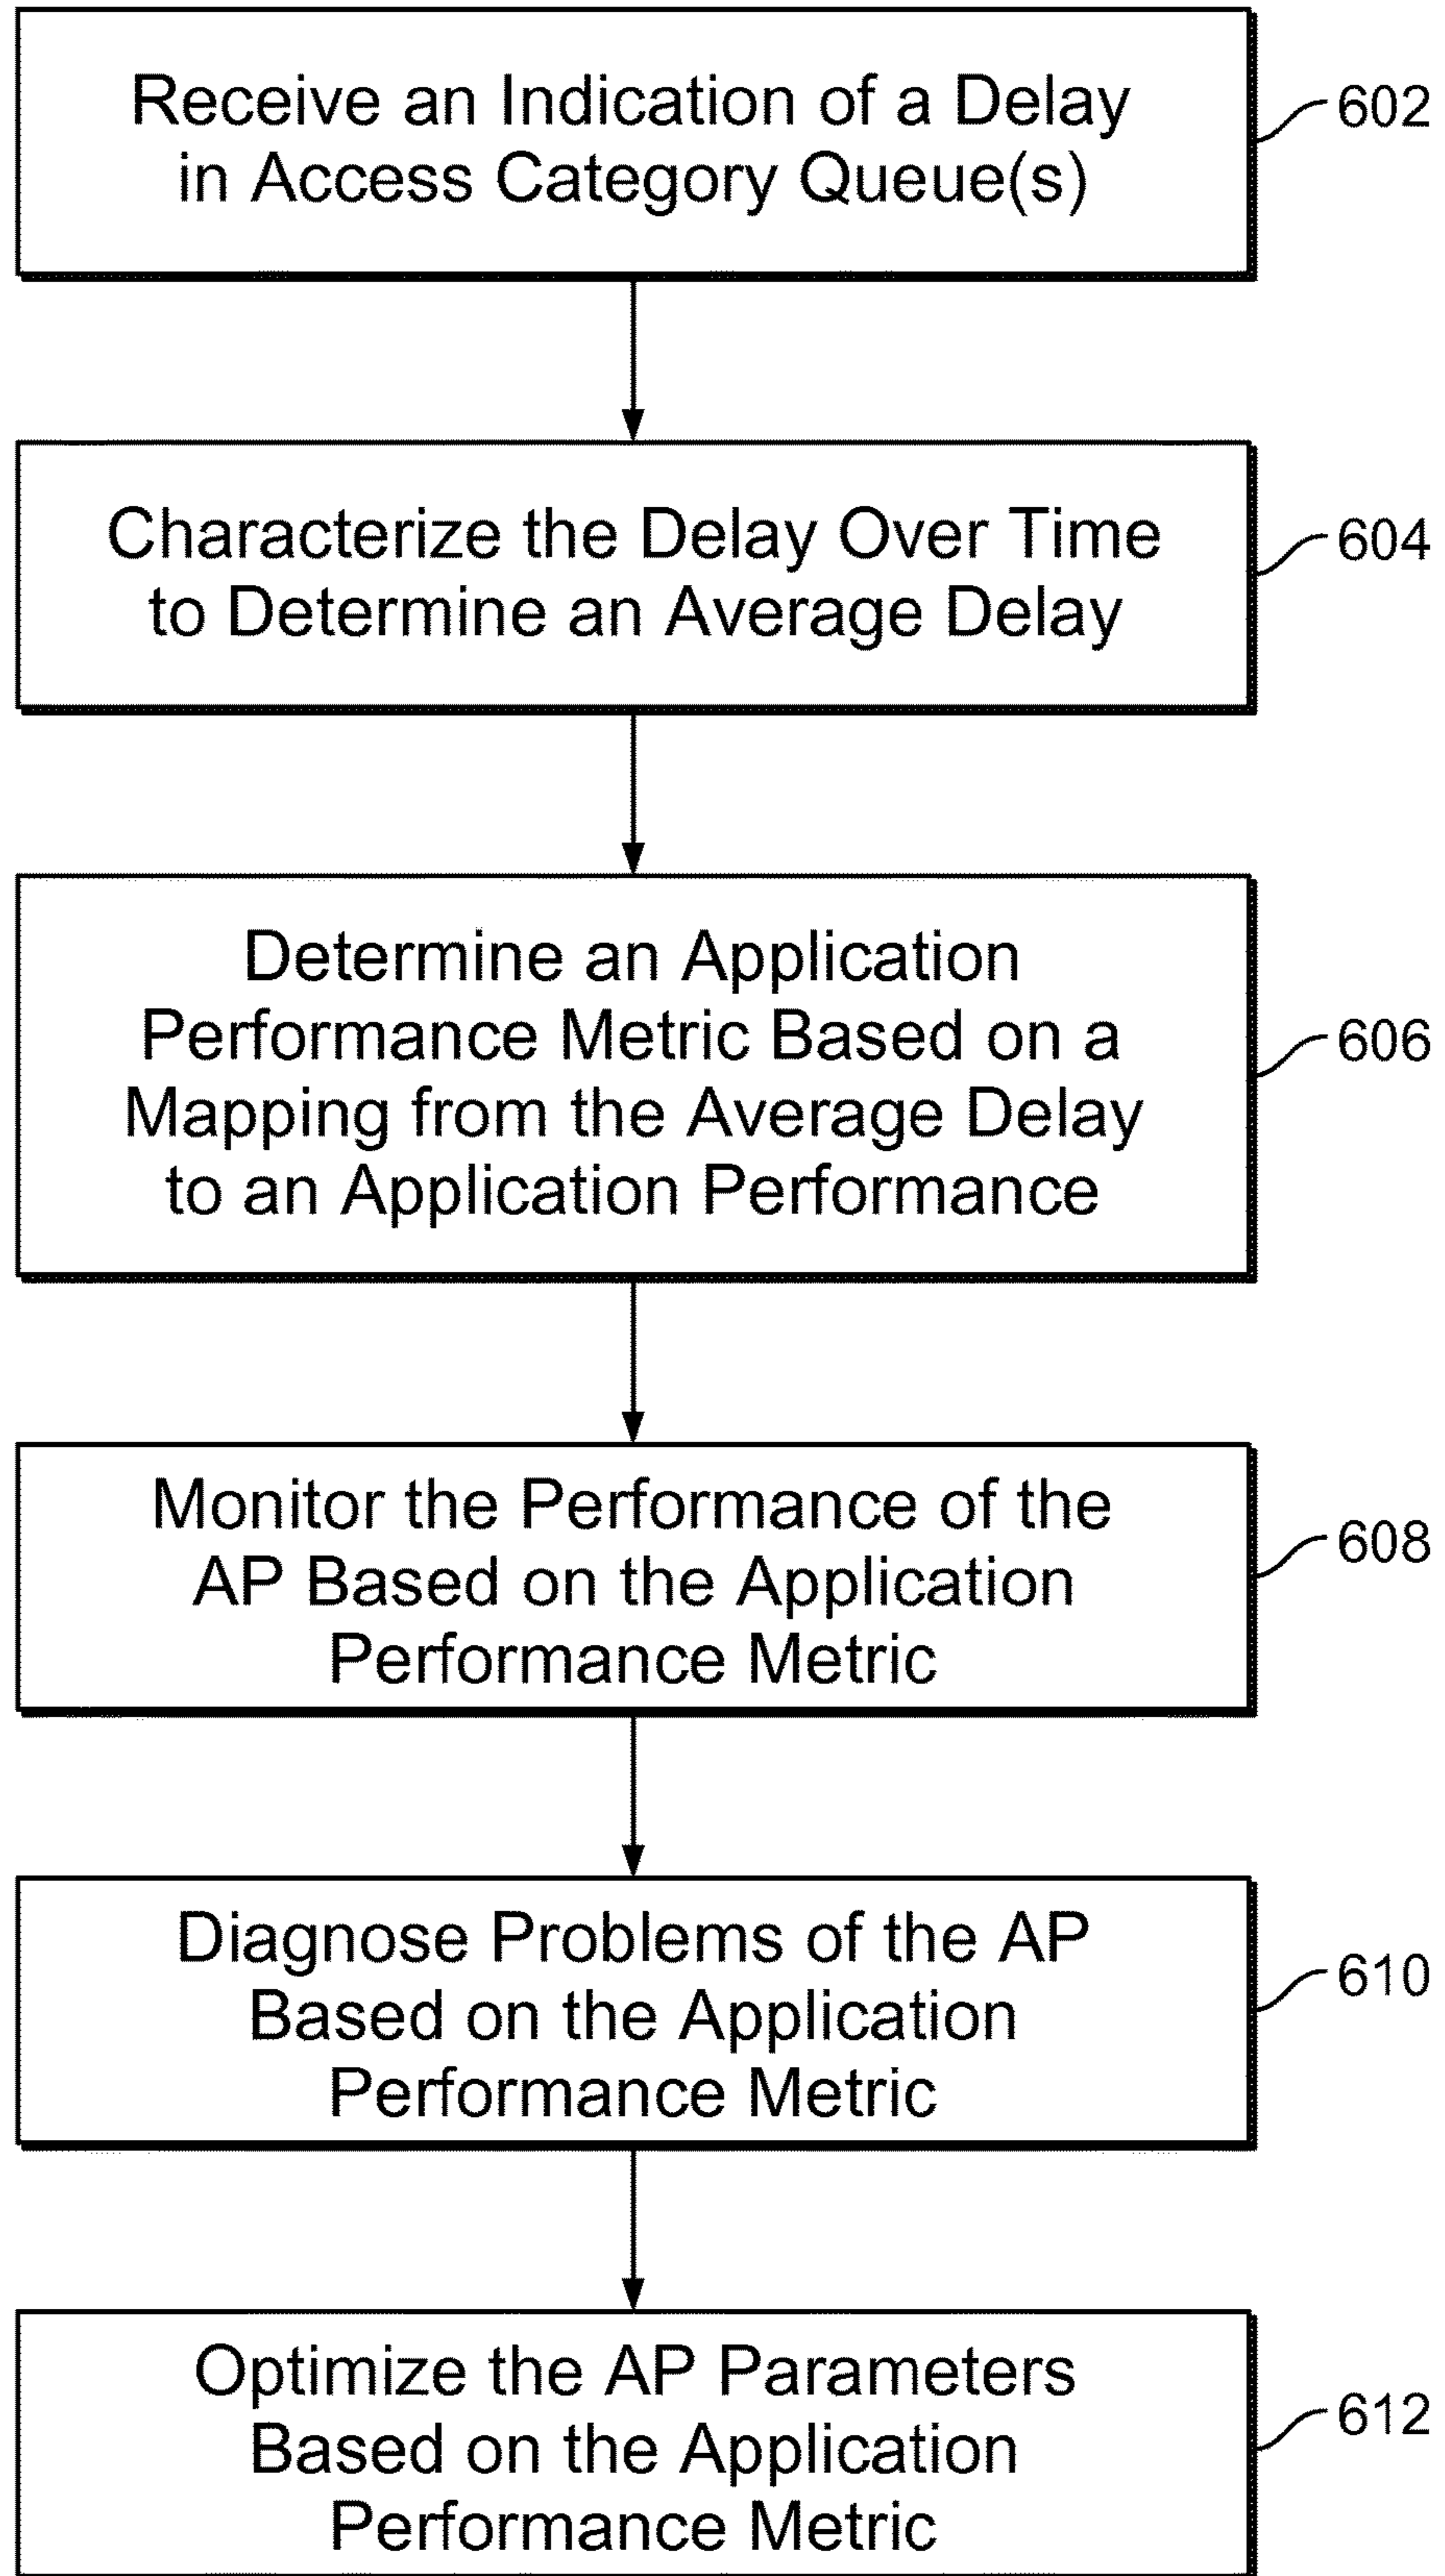 Receive an Indication of a Delay
in Access Category Queue(s)
602
Characterize the Delay Over Time
to Determine an Average Delay
604
Determine an Application
Performance Metric Based on a
Mapping from the Average Delay
to an Application Performance
606
Monitor the Performance of the
AP Based on the Application
Performance Metric
608
Diagnose Problems of the AP
Based on the Application
Performance Metric
610
Optimize the AP Parameters
Based on the Application
Performance Metric
612